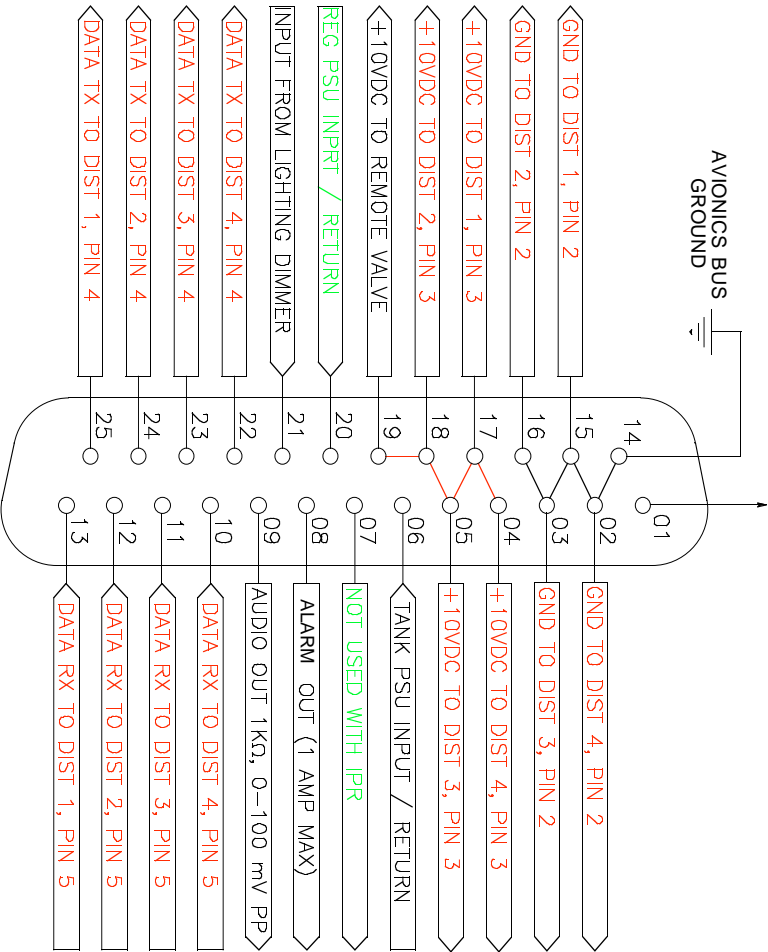 AVIONICS BUS
GROUND
GND TO DIST 1, PIN 2
GND TO DIST 2, PIN 2
+10VDC TO DIST 1, PIN 3
+10VDC TO DIST 2, PIN 3
+10VDC TO REMOTE VALVE
REG PSU INPRT / RETURN
INPUT FROM LIGHTING DIMMER
DATA TX TO DIST 4, PIN 4
DATA TX TO DIST 3, PIN 4
DATA TX TO DIST 2, PIN 4
DATA TX TO DIST 1, PIN 4
14
15
16
17
18
19
20
21
22
23
24
25
01
02
03
04
05
06
07
08
09
10
11
12
13
GND TO DIST 4, PIN 2
GND TO DIST 3, PIN 2
+10VDC TO DIST 4, PIN 3
+10VDC TO DIST 3, PIN 3
TANK PSU INPUT / RETURN
NOT USED WITH IPR
ALARM OUT (1 AMP MAX)
AUDIO OUT 1KΩ, 0-100 mV PP
DATA RX TO DIST 4, PIN 5
DATA RX TO DIST 3, PIN 5
DATA RX TO DIST 2, PIN 5
DATA RX TO DIST 1, PIN 5